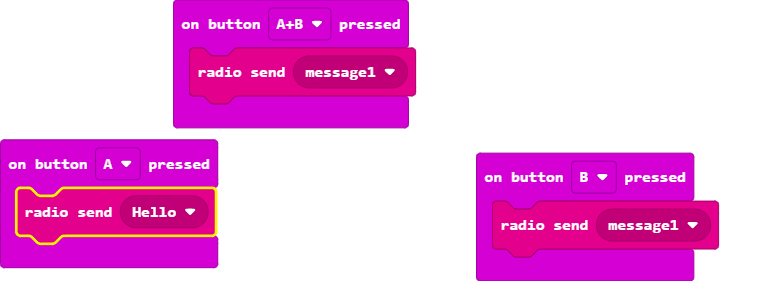 on button A+B pressed
radio send message1
on button A pressed
radio send Hello
on button B pressed
radio send message1